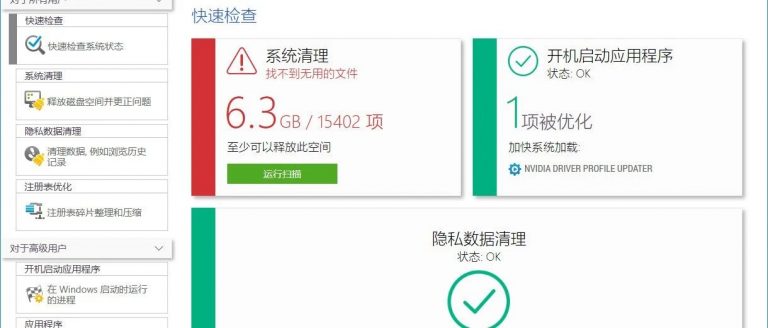 对于所有用户
快速检查
快速检查系统状态
系统清理
释放磁盘空间并更正问题
隐私数据清理
清理数据, 例如浏览历史
记录
注册表优化
注册表碎片整理和压缩
对于高级用户
开机启动应用程序
在 Windows 启动时运行
的进程
应用程序
快速检查
系统清理
找不到无用的文件
6.3 GB / 15402 项
至少可以释放此空间
运行扫描
开机启动应用程序
状态: OK
1项被优化
加快系统加载:
NVIDIA DRIVER PROFILE UPDATER
隐私数据清理
状态: OK